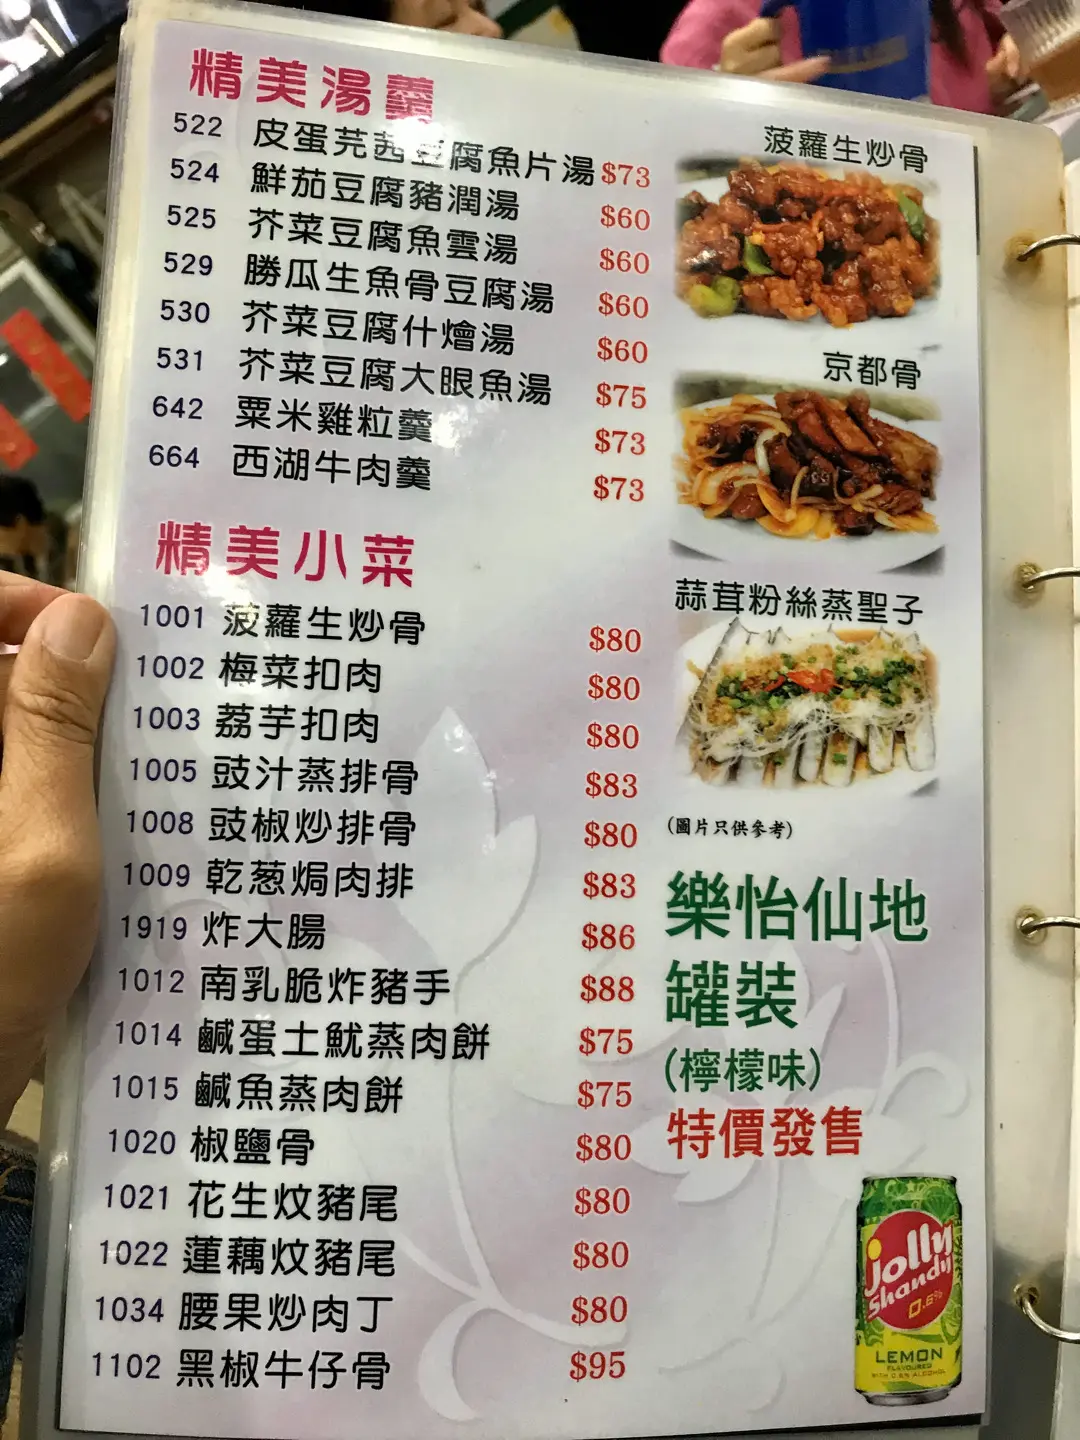 精美湯羹
522 皮蛋芫茜豆腐魚片湯 $73
524 鮮茄豆腐豬潤湯 $60
525 芥菜豆腐魚雲湯 $60
529 勝瓜生魚骨豆腐湯 $60
530 芥菜豆腐什燴湯 $60
531 芥菜豆腐大眼魚湯 $75
642 粟米雞粒羹 $73
664 西湖牛肉羹 $73
精美小菜
1001 菠蘿生炒骨 $80
1002 梅菜扣肉 $80
1003 荔芋扣肉 $80
1005 豉汁蒸排骨 $83
1008 豉椒炒排骨 $80
1009 乾葱焗肉排 $83
1919 炸大腸 $86
1012 南乳脆炸豬手 $88
1014 鹹蛋土魷蒸肉餅 $75
1015 鹹魚蒸肉餅 $75
1020 椒鹽骨 $80
1021 花生炆豬尾 $80
1022 蓮藕炆豬尾 $80
1034 腰果炒肉丁 $80
1102 黑椒牛仔骨 $95
菠蘿生炒骨
京都骨
蒜茸粉絲蒸聖子
(圖片只供參考)
樂怡仙地
罐裝
(檸檬味)
特價發售
jolly
Shandy
0.6%
LEMON
FLAVOURED
WITH 0.6% ALCOHOL